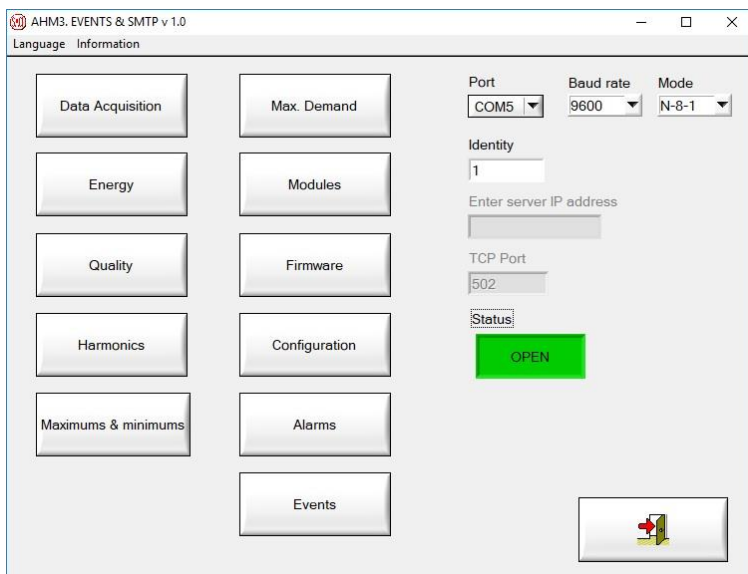 AHM3. EVENTS & SMTP v 1.0
Language Information
Data Acquisition
Energy
Quality
Harmonics
Maximums & minimums
Max. Demand
Modules
Firmware
Configuration
Alarms
Events
Port Baud rate Mode
COM5 9600 N-8-1
Identity
1
Enter server IP address
TCP Port
502
Status
OPEN